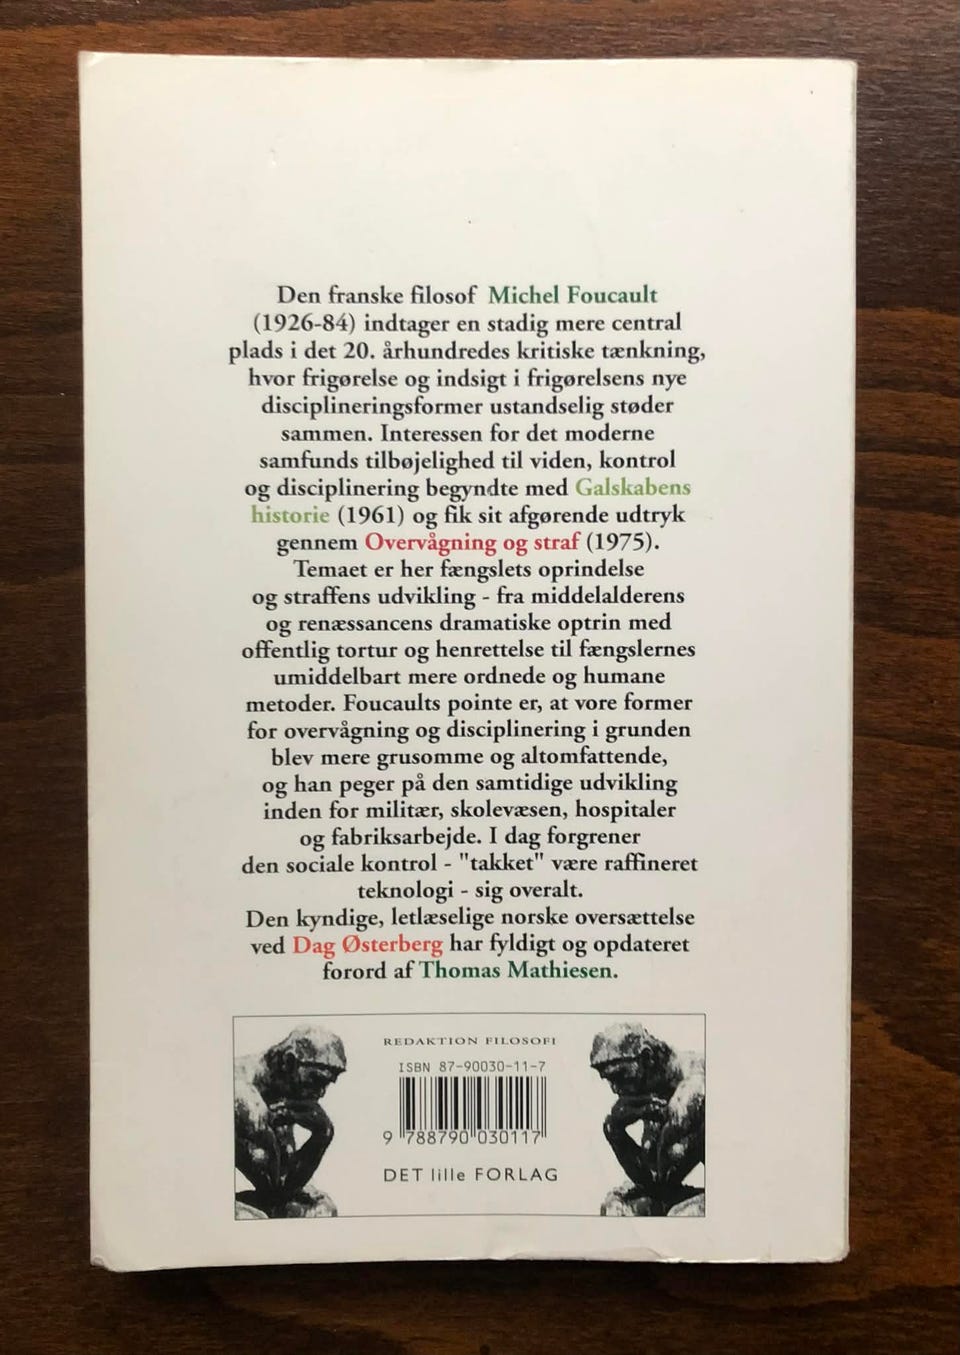 Den franske filosof Michel Foucault
(1926-84) indtager en stadig mere central
plads i det 20. århundredes kritiske tænkning,
hvor frigørelse og indsigt i frigørelsens nye
disciplineringsformer ustandselig støder
sammen. Interessen for det moderne
samfunds tilbøjelighed til viden, kontrol
og disciplinering begyndte med Galskabens
historie (1961) og fik sit afgørende udtryk
gennem Overvågning og straf (1975).
Temaet er her fængslets oprindelse
og straffens udvikling - fra middelalderens
og renæssancens dramatiske optrin med
offentlig tortur og henrettelse til fængslernes
umiddelbart mere ordnede og humane
metoder. Foucaults pointe er, at vore former
for overvågning og disciplinering i grunden
blev mere grusomme og altomfattende,
og han peger på den samtidige udvikling
inden for militær, skolevæsen, hospitaler
og fabriksarbejde. I dag forgrener
den sociale kontrol - "takket" være raffineret
teknologi - sig overalt.
Den kyndige, letlæselige norske oversættelse
ved Dag Østerberg har fyldigt og opdateret
forord af Thomas Mathiesen.
REDAKTION FILOSOFI
ISBN 87-90030-11-7
9 788790 030117
DET lille FORLAG